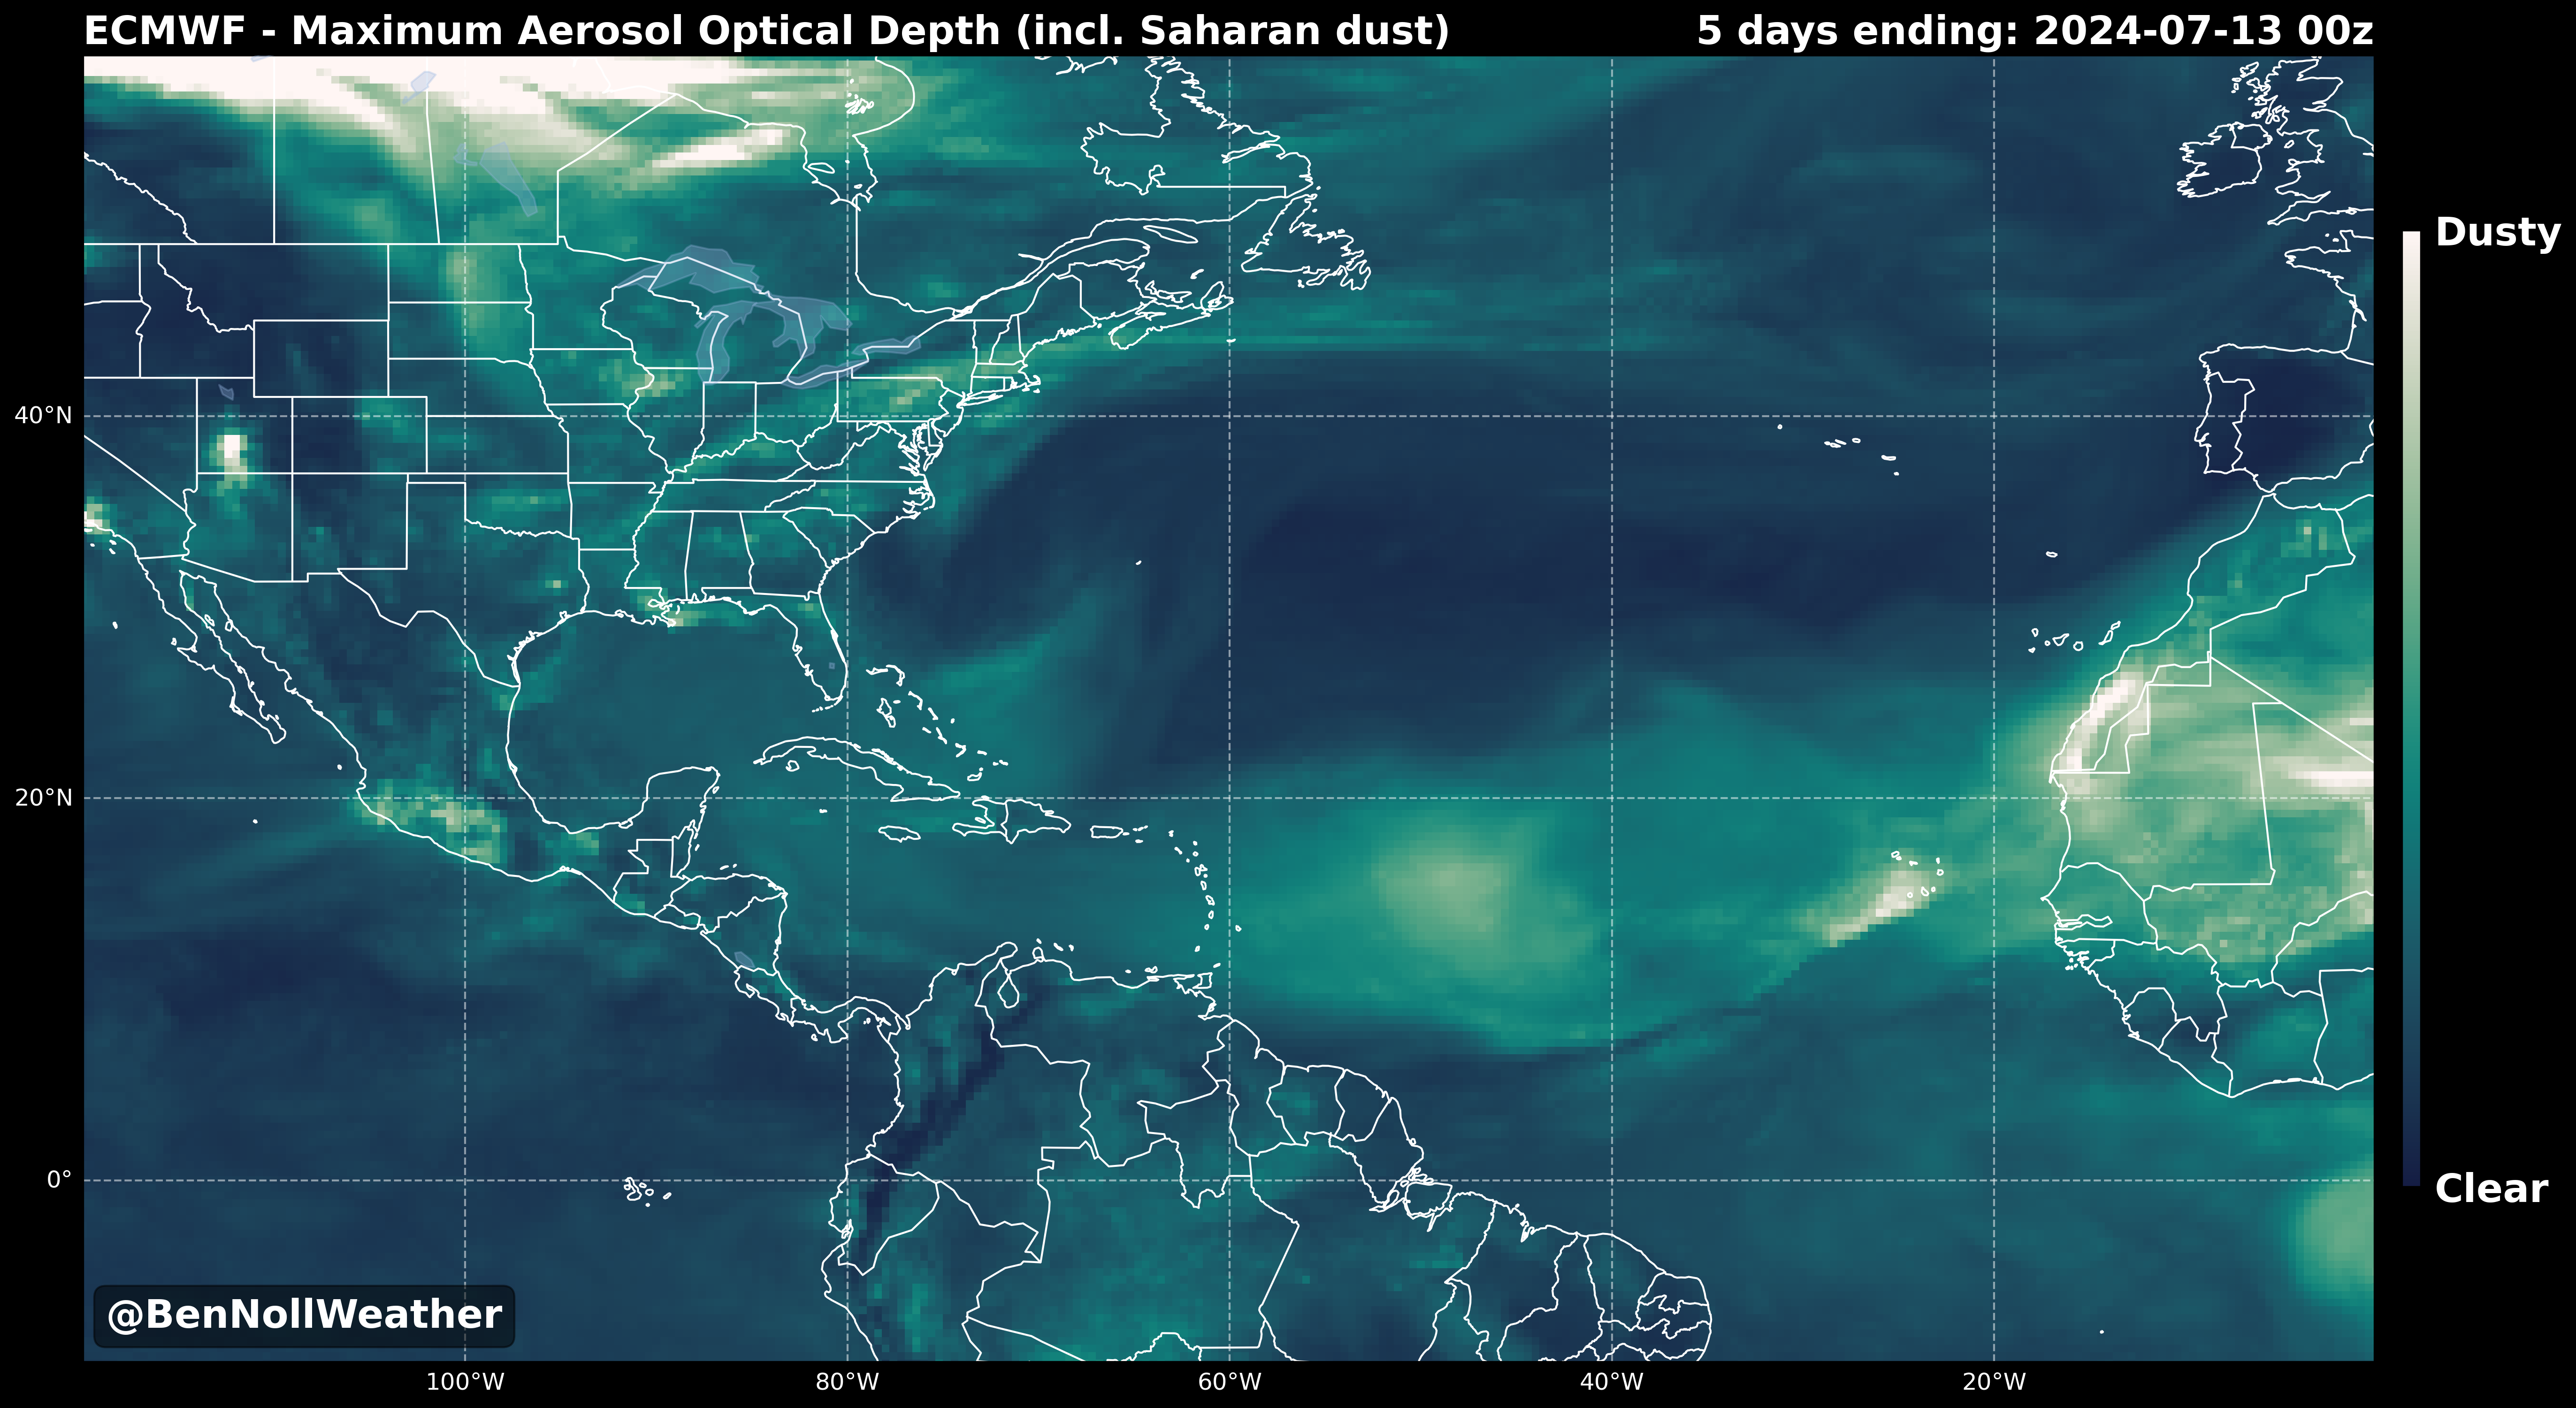 ECMWF - Maximum Aerosol Optical Depth (incl. Saharan dust)
5 days ending: 2024-07-13 00z
Dusty
40°N
20°N
0°
Clear
@BenNollWeather
100°W
80°W
60°W
40°W
20°W